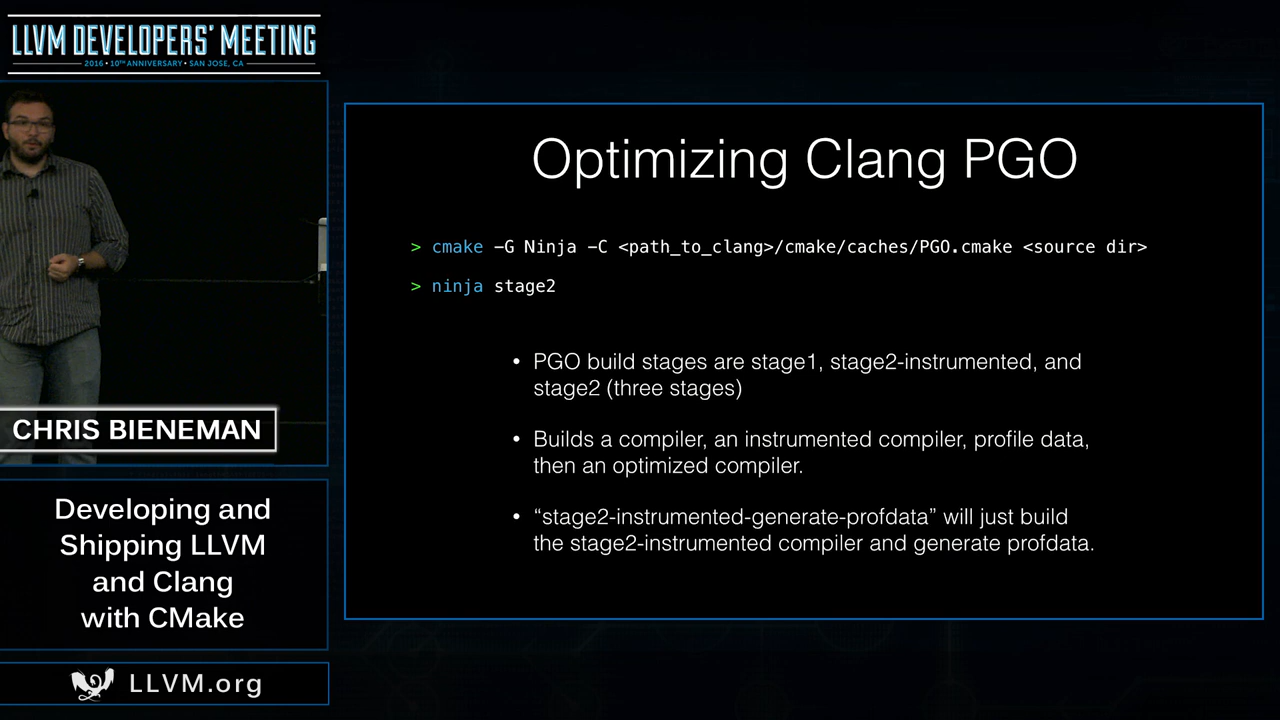 LLVM DEVELOPERS' MEETING
2016 • 10TH ANNIVERSARY • SAN JOSE, CA
CHRIS BIENEMAN
Developing and
Shipping LLVM
and Clang
with CMake
LLVM.org
Optimizing Clang PGO
> cmake -G Ninja -C <path_to_clang>/cmake/caches/PGO.cmake <source dir>
> ninja stage2
• PGO build stages are stage1, stage2-instrumented, and
stage2 (three stages)
• Builds a compiler, an instrumented compiler, profile data,
then an optimized compiler.
• “stage2-instrumented-generate-profdata” will just build
the stage2-instrumented compiler and generate profdata.